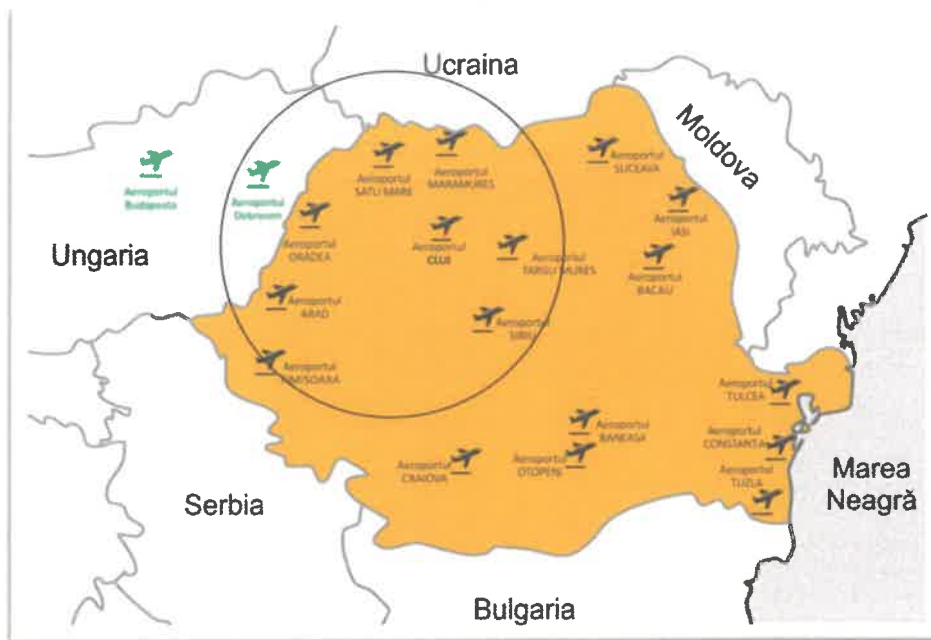 Ucraina
Moldova
Aeroportul
Budapesta
Aeroportul
Debrecen
Aeroportul
SATU MARE
Aeroportul
MARAMURES
Aeroportul
SUCEAVA
Aeroportul
IASI
Ungaria
Aeroportul
ORADEA
Aeroportul
CLUJ
Aeroportul
TARGU MURES
Aeroportul
BACAU
Aeroportul
ARAD
Aeroportul
SIBIU
Aeroportul
TIMISOARA
Aeroportul
TULCEA
Aeroportul
BANEASA
Aeroportul
CONSTANTA
Aeroportul
CRAIOVA
Aeroportul
OTOPENI
Aeroportul
TUZLA
Marea
Neagră
Serbia
Bulgaria